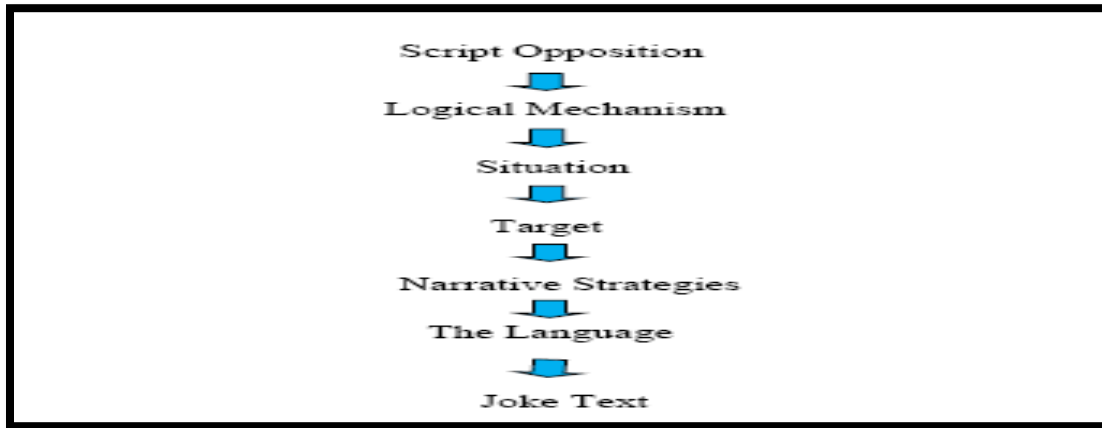 Script Opposition
Logical Mechanism
Situation
Target
Narrative Strategies
The Language
Joke Text